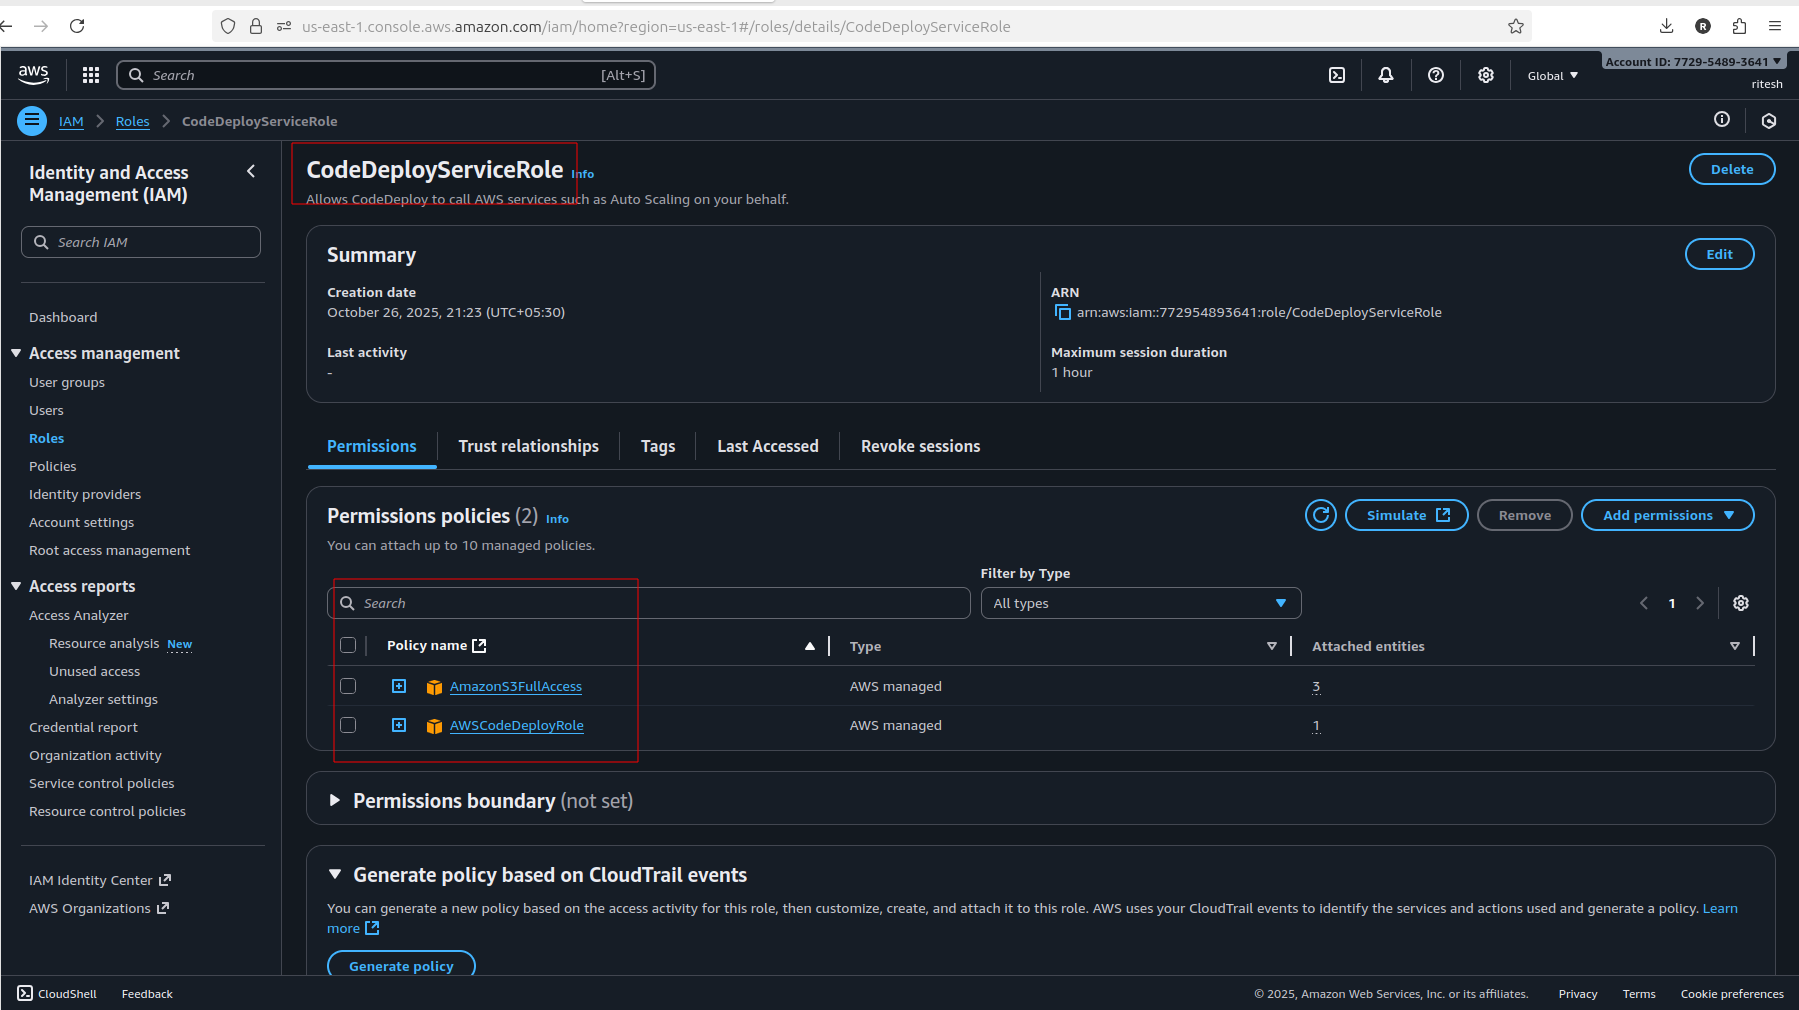 us-east-1.console.aws.amazon.com/iam/home?region=us-east-1#/roles/details/CodeDeployServiceRole
R
aws
Search
[Alt+S]
Global
Account ID: 7729-5489-3641
ritesh
IAM
Roles
CodeDeployServiceRole
Identity and Access
Management (IAM)
Search IAM
Dashboard
Access management
User groups
Users
Roles
Policies
Identity providers
Account settings
Root access management
Access reports
Access Analyzer
Resource analysis New
Unused access
Analyzer settings
Credential report
Organization activity
Service control policies
Resource control policies
IAM Identity Center
AWS Organizations
CodeDeployServiceRole Info
Delete
Allows CodeDeploy to call AWS services such as Auto Scaling on your behalf.
Summary
Edit
Creation date
October 26, 2025, 21:23 (UTC+05:30)
ARN
arn:aws:iam::772954893641:role/CodeDeployServiceRole
Last activity
-
Maximum session duration
1 hour
Permissions
Trust relationships
Tags
Last Accessed
Revoke sessions
Permissions policies (2) Info
Simulate
Remove
Add permissions
You can attach up to 10 managed policies.
Filter by Type
Search
All types
1
Policy name
Type
Attached entities
AmazonS3FullAccess
AWS managed
3
AWSCodeDeployRole
AWS managed
1
Permissions boundary (not set)
Generate policy based on CloudTrail events
You can generate a new policy based on the access activity for this role, then customize, create, and attach it to this role. AWS uses your CloudTrail events to identify the services and actions used and generate a policy. Learn
more
Generate policy
CloudShell
Feedback
© 2025, Amazon Web Services, Inc. or its affiliates.
Privacy
Terms
Cookie preferences